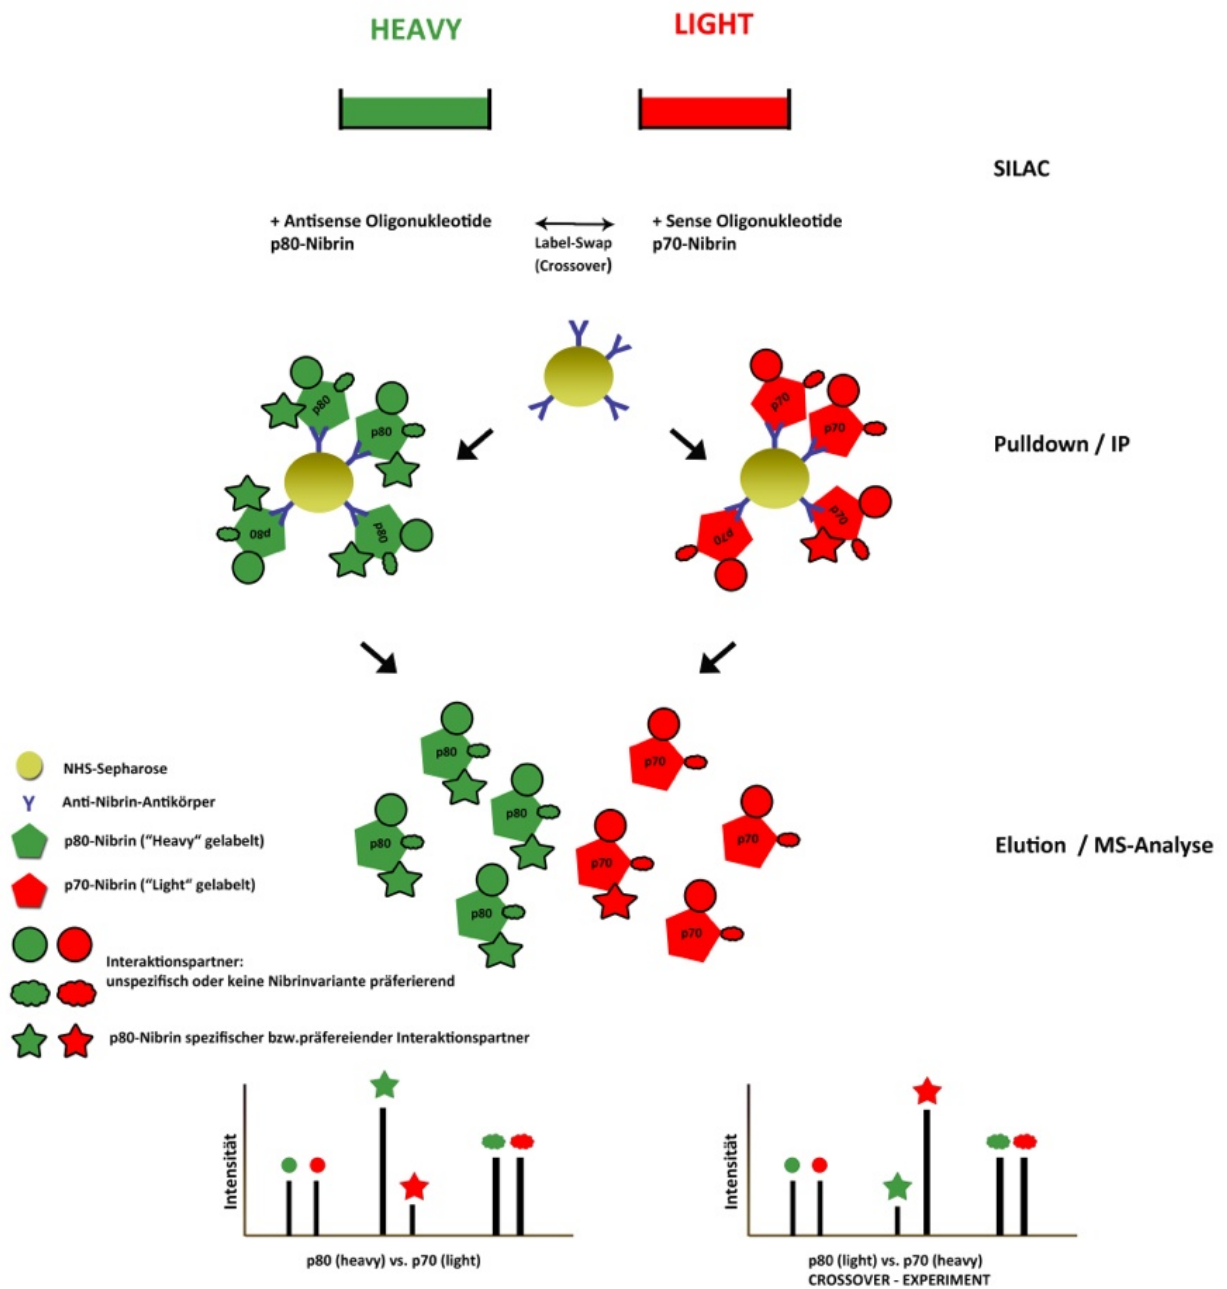 HEAVY
LIGHT
SILAC
+ Antisense Oligonukleotide
p80-Nibrin
Label-Swap
(Crossover)
+ Sense Oligonukleotide
p70-Nibrin
Pulldown / IP
p80
p80
p80
p80
p70
p70
p70
p70
p80
p80
p80
p80
p70
p70
p70
p70
Elution / MS-Analyse
NHS-Sepharose
Anti-Nibrin-Antikörper
p80-Nibrin (“Heavy“ gelabelt)
p70-Nibrin (“Light“ gelabelt)
Interaktionspartner:
unspezifisch oder keine Nibrinvariante präferierend
p80-Nibrin spezifischer bzw.präfereiender Interaktionspartner
Intensität
p80 (heavy) vs. p70 (light)
Intensität
p80 (light) vs. p70 (heavy)
CROSSOVER - EXPERIMENT